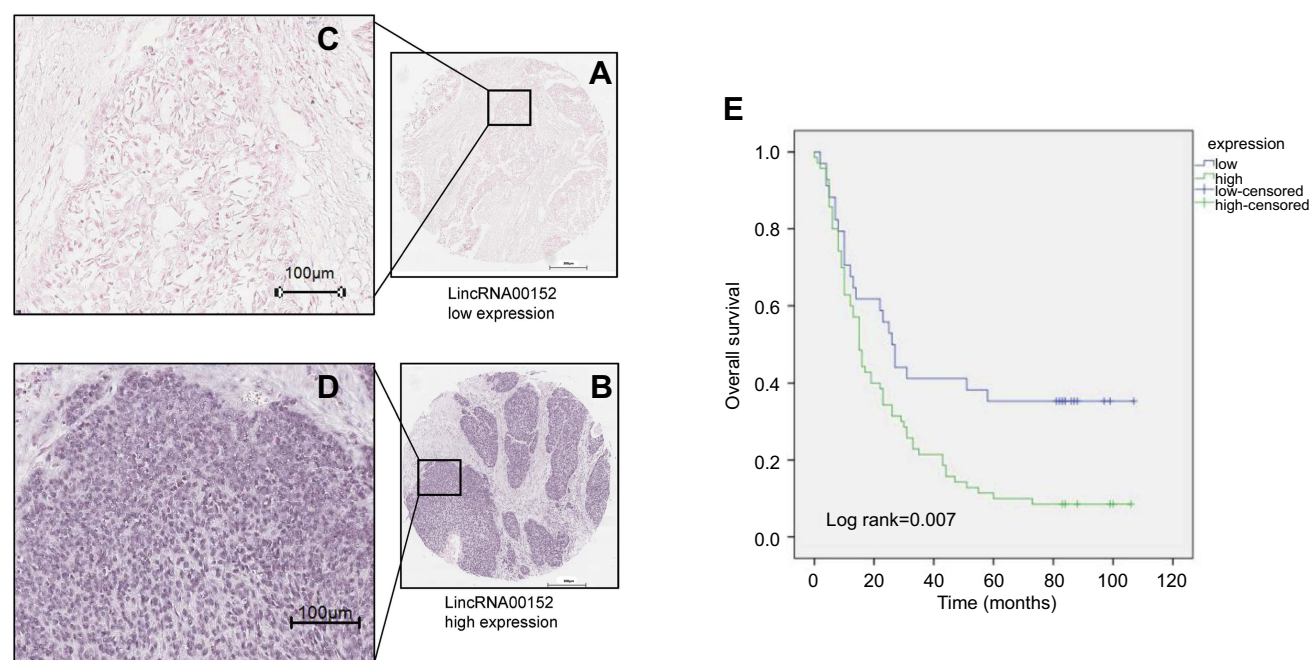 C
100µm
A
LincRNA00152
low expression
D
100µm
B
LincRNA00152
high expression
E
1.0
0.8
0.6
0.4
0.2
0.0
Overall survival
Log rank=0.007
0 20 40 60 80 100 120
Time (months)
expression
low
high
low-censored
high-censored